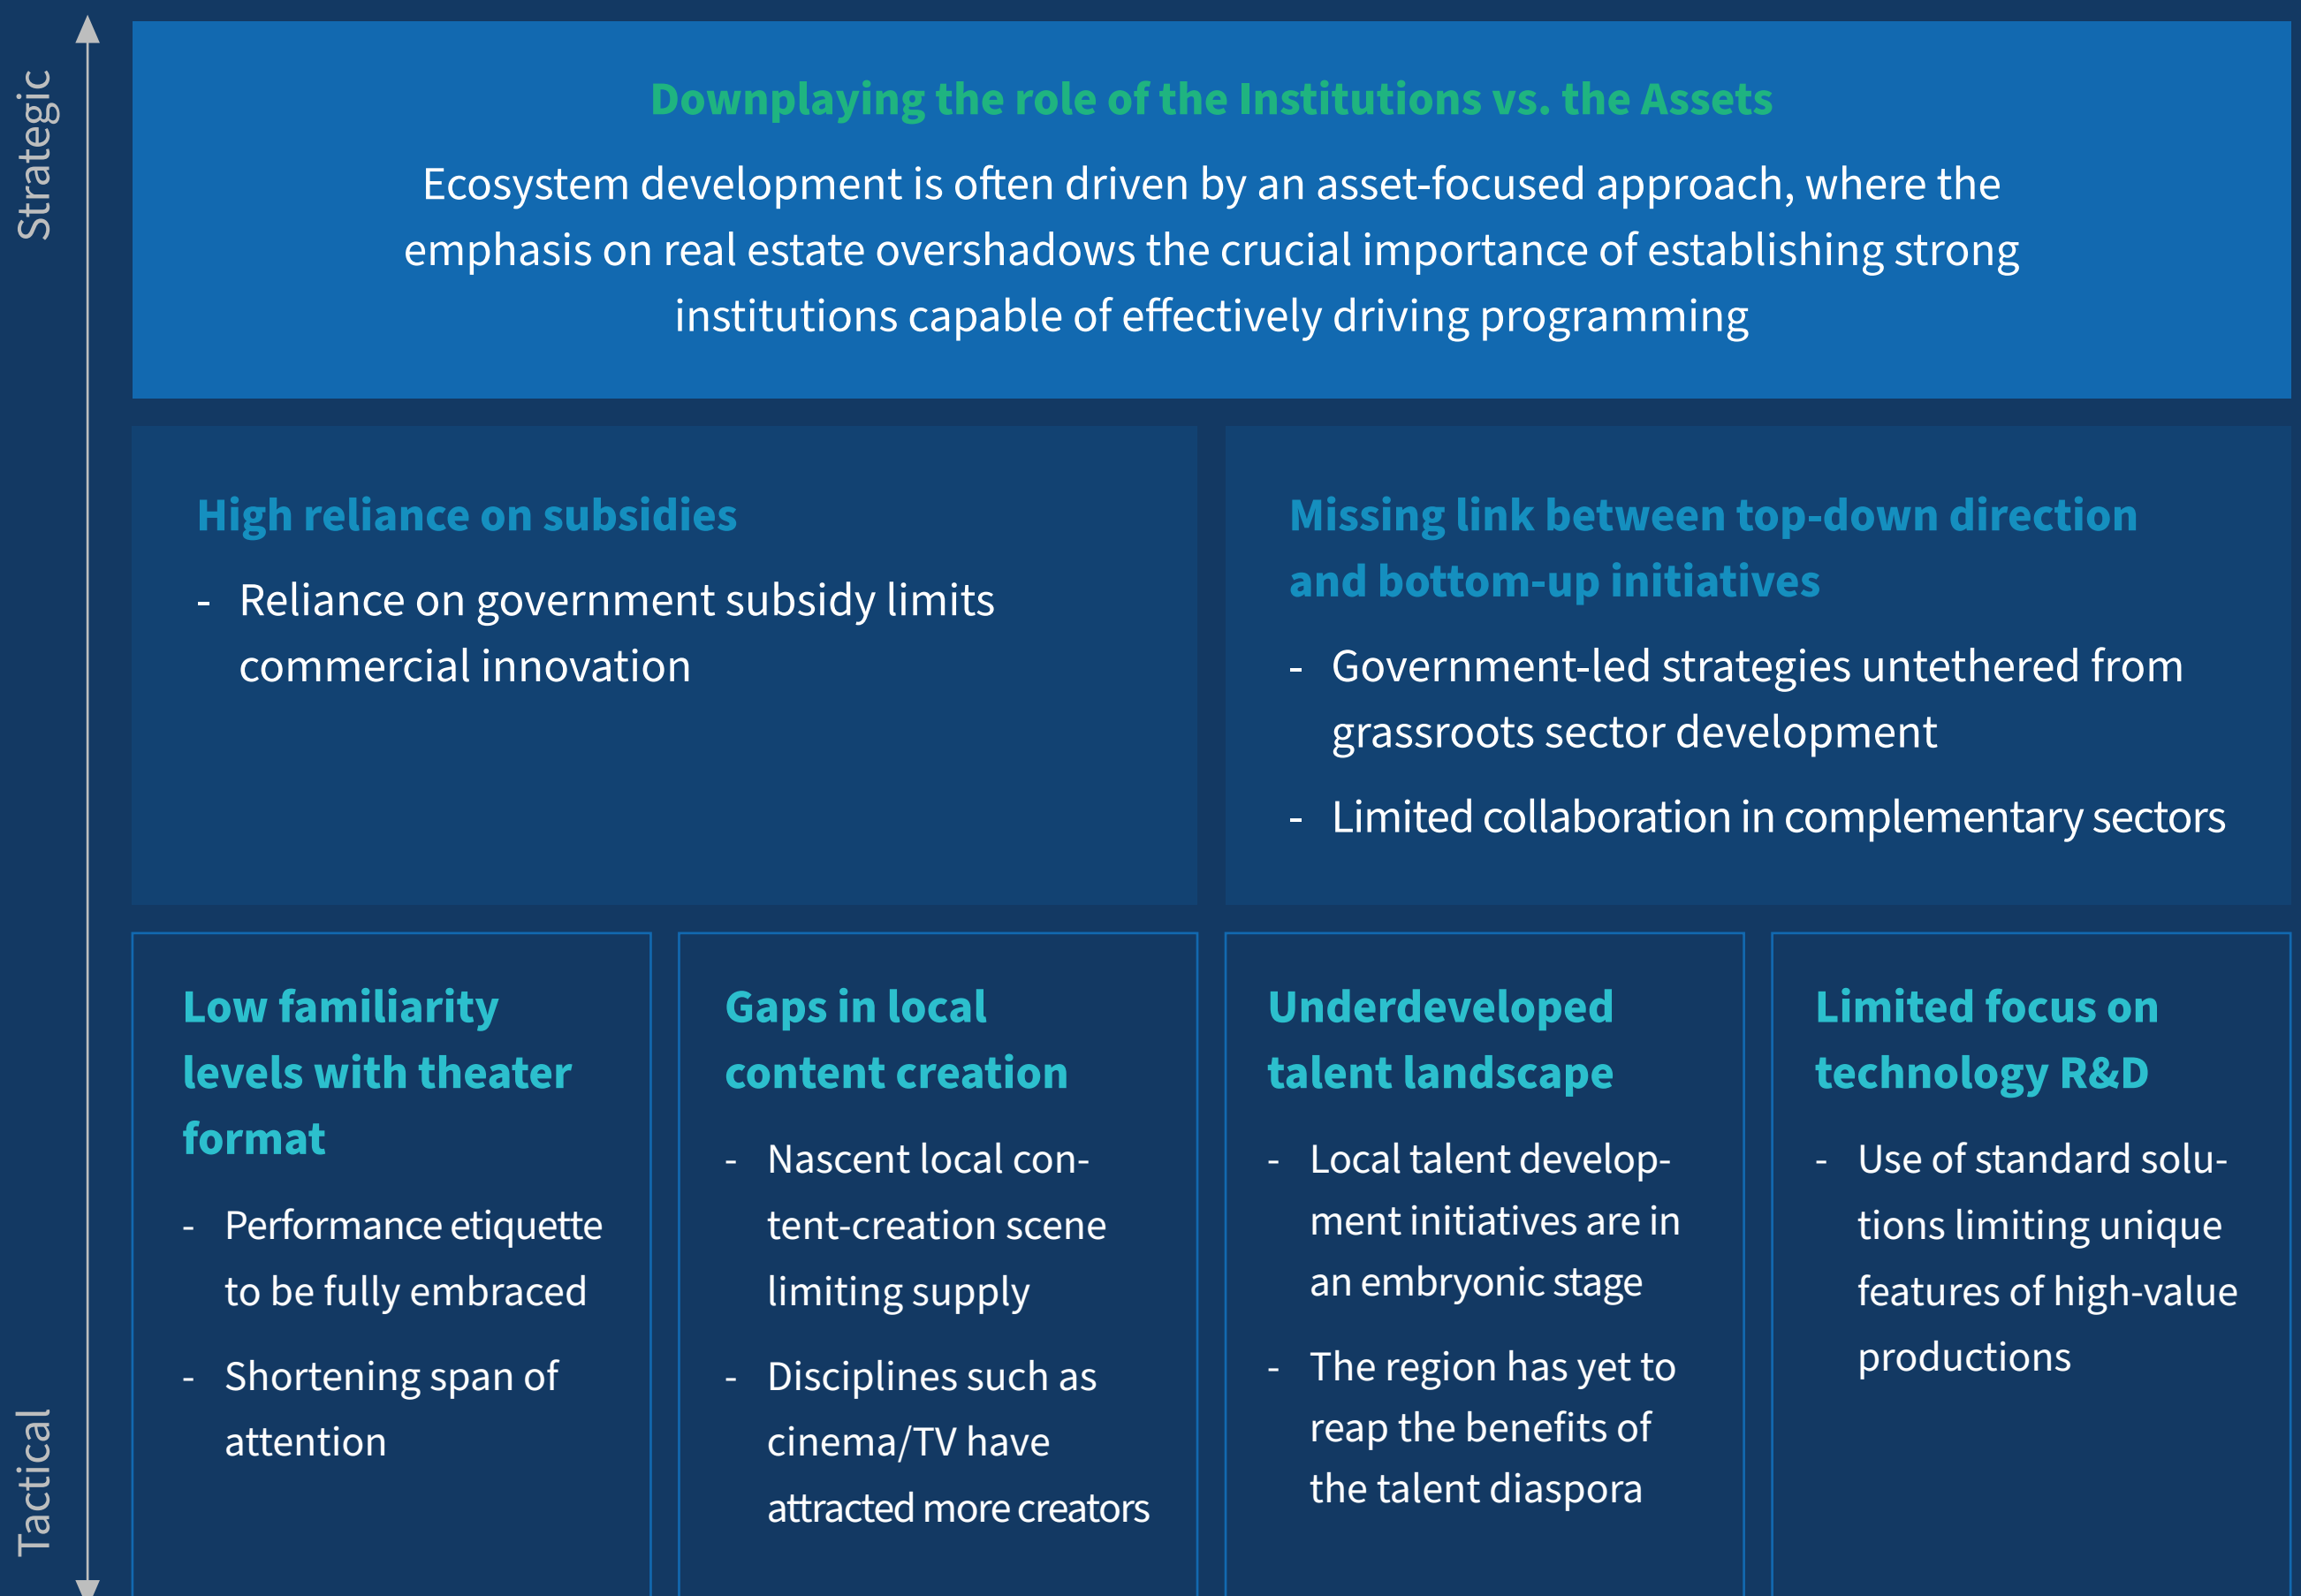 Strategic
Downplaying the role of the Institutions vs. the Assets
Ecosystem development is often driven by an asset-focused approach, where the
emphasis on real estate overshadows the crucial importance of establishing strong
institutions capable of effectively driving programming
High reliance on subsidies
- Reliance on government subsidy limits
commercial innovation
Missing link between top-down direction
and bottom-up initiatives
- Government-led strategies untethered from
grassroots sector development
- Limited collaboration in complementary sectors
Low familiarity
levels with theater
format
- Performance etiquette
to be fully embraced
- Shortening span of
attention
Gaps in local
content creation
- Nascent local con-
tent-creation scene
limiting supply
- Disciplines such as
cinema/TV have
attracted more creators
Underdeveloped
talent landscape
- Local talent develop-
ment initiatives are in
an embryonic stage
- The region has yet to
reap the benefits of
the talent diaspora
Limited focus on
technology R&D
- Use of standard solu-
tions limiting unique
features of high-value
productions
Tactical